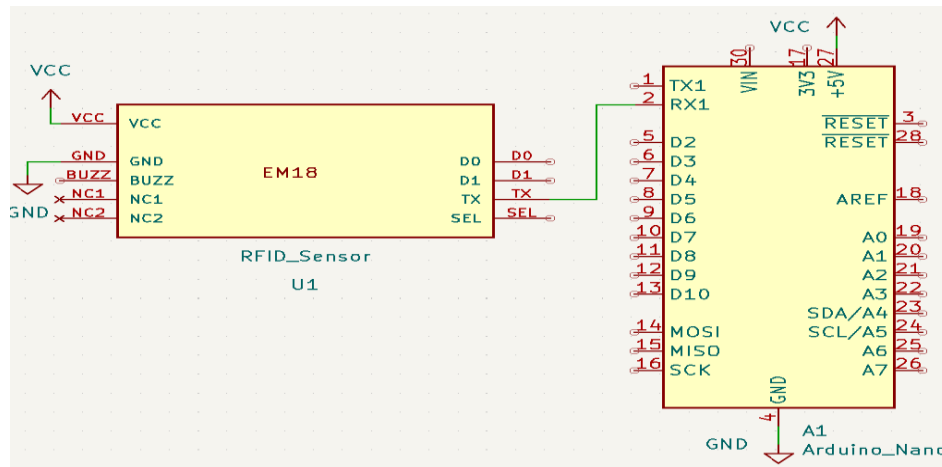 VCC
VCC
VCC
GND
BUZZ
NC1
NC2
GND
VCC
GND
BUZZ
NC1
NC2
EM18
D0
D1
TX
SEL
D0
D1
TX
SEL
RFID_Sensor
U1
VCC
30
17
27
VIN
3V3
+5V
1 TX1
2 RX1
5 D2
6 D3
7 D4
8 D5
9 D6
10 D7
11 D8
12 D9
13 D10
14 MOSI
15 MISO
16 SCK
RESET 3
RESET 28
AREF 18
A0 19
A1 20
A2 21
A3 22
SDA/A4 23
SCL/A5 24
A6 25
A7 26
GND
4
GND
A1
Arduino_Nano